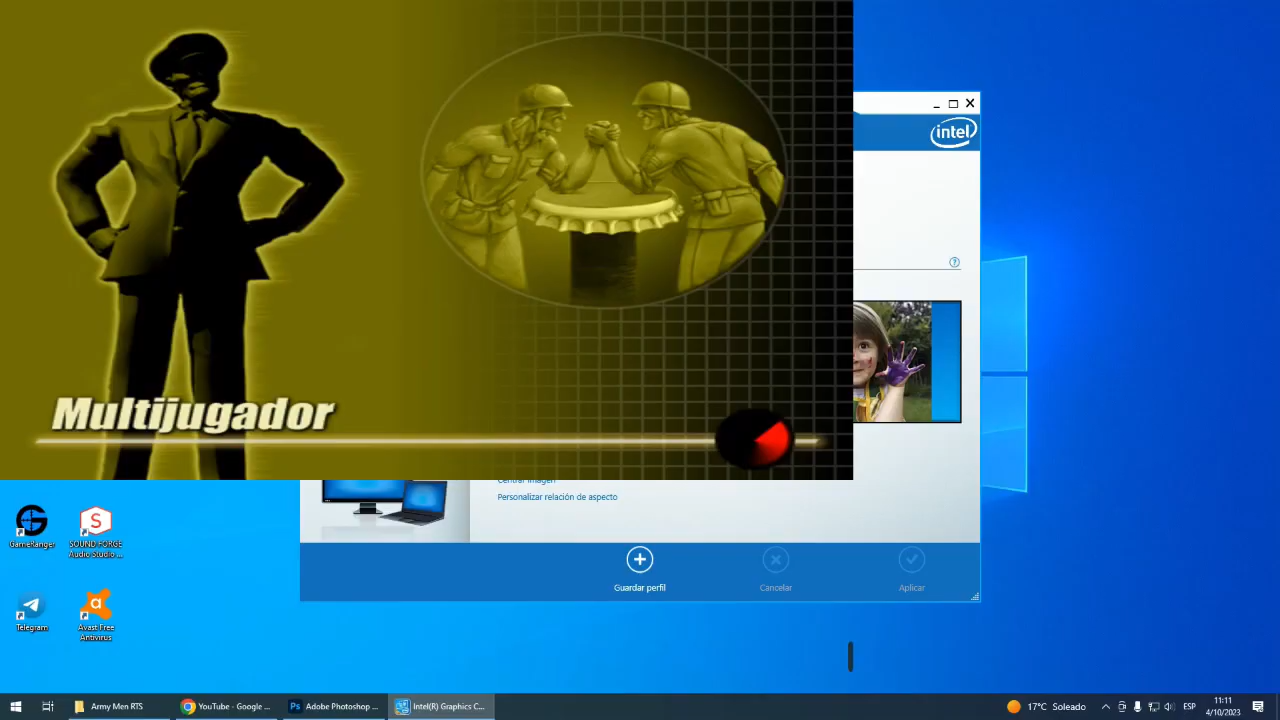 intel
?
Multijugador
Centrar imagen
Personalizar relación de aspecto
Guardar perfil
Cancelar
Aplicar
GameRanger
S
SOUND FORGE
Audio Studio ...
Telegram
a
Avast Free
Antivirus
Army Men RTS
YouTube - Google ...
Ps
Adobe Photoshop ...
Intel(R) Graphics C...
17°C Soleado
ESP
11:11
4/10/2023